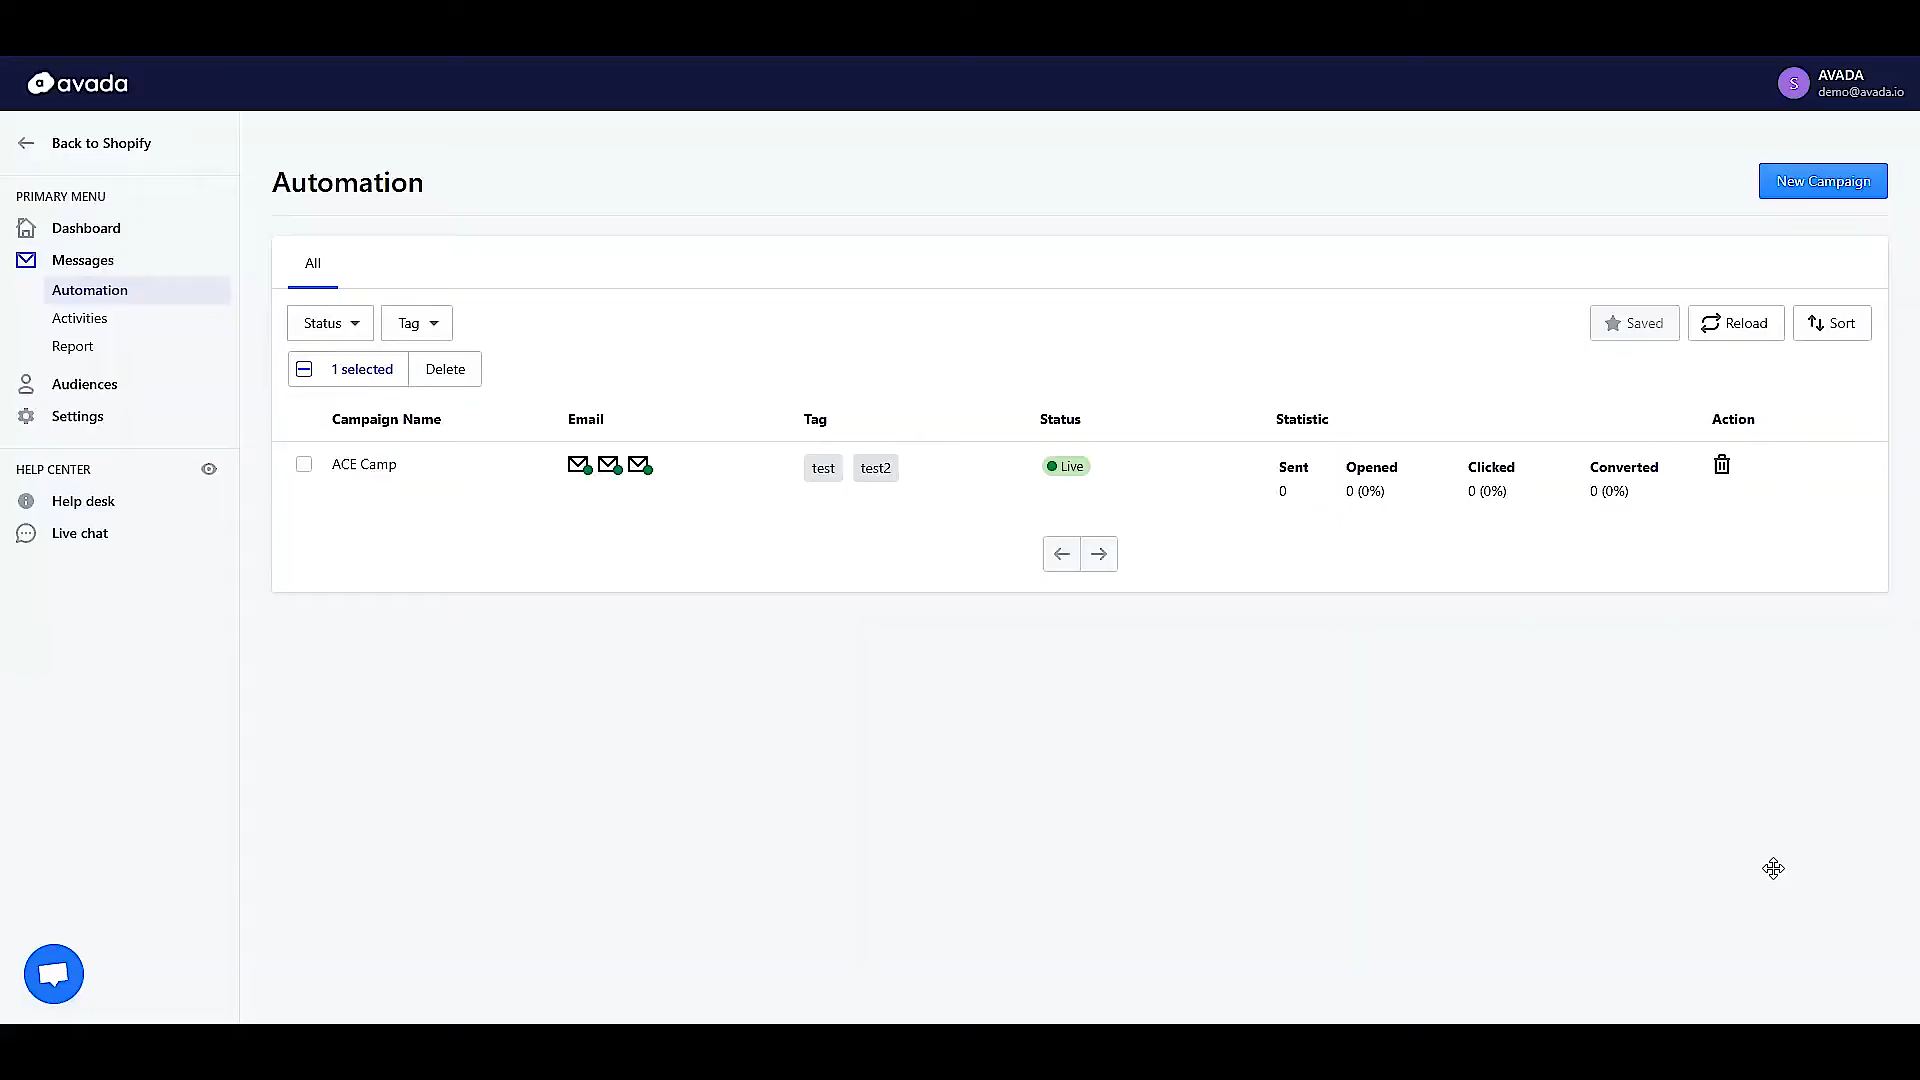 a avada
S
AVADA
demo@avada.io
Back to Shopify
PRIMARY MENU
Dashboard
Messages
Automation
Activities
Report
Audiences
Settings
HELP CENTER
Help desk
Live chat
Automation
New Campaign
All
Status
Tag
Saved
Reload
Sort
1 selected
Delete
Campaign Name Email Tag Status Statistic Action
ACE Camp
test
test2
Live
Sent Opened Clicked Converted
0 0 (0%) 0 (0%) 0 (0%)